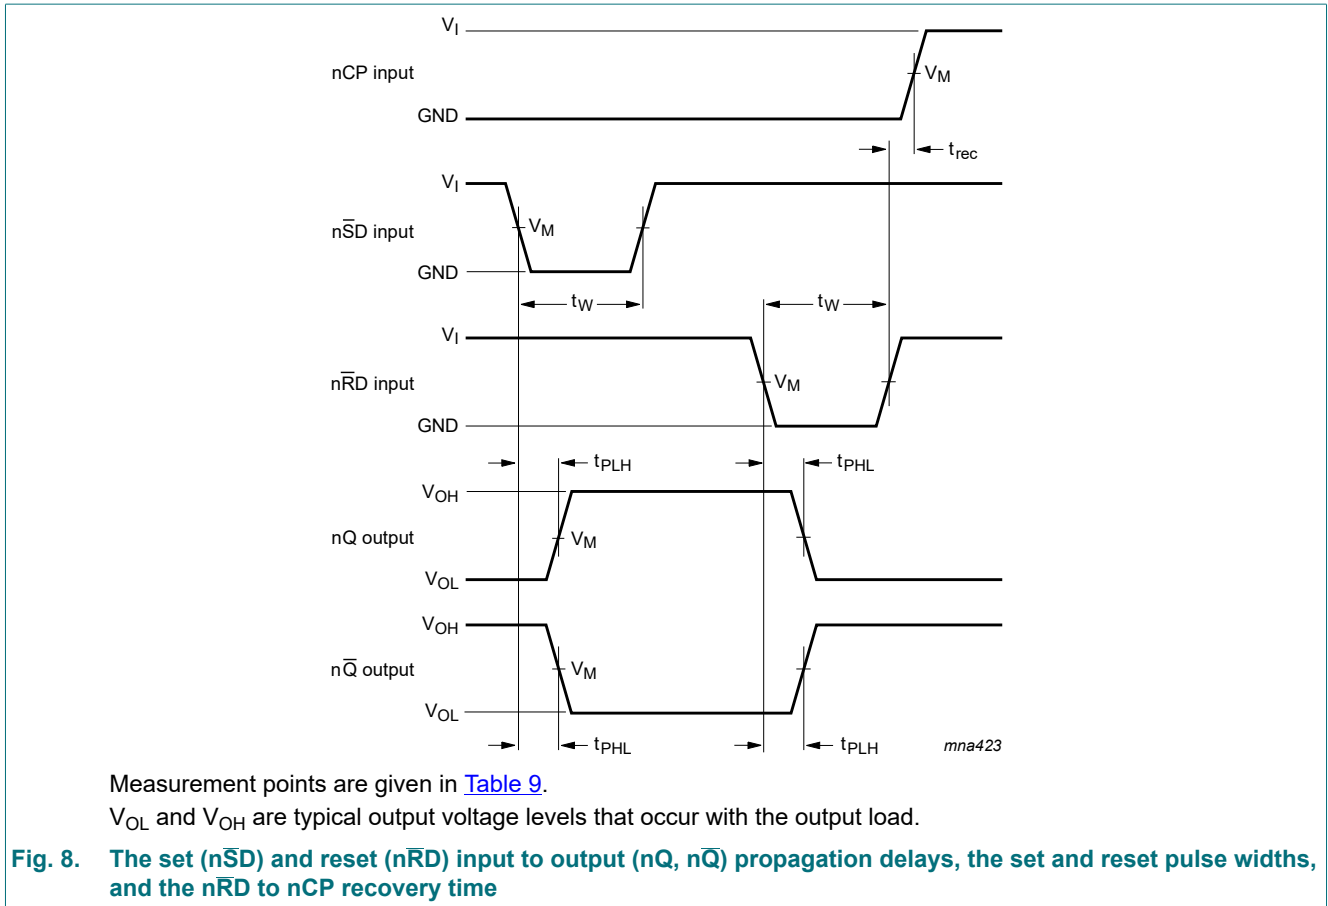 V_I
nCP input
V_M
GND
t_rec
V_I
nS̅D input
V_M
GND
t_W t_W
V_I
nR̅D input
V_M
GND
t_PLH t_PHL
V_OH
nQ output
V_M
V_OL
V_OH
nQ̅ output
V_M
V_OL
t_PHL t_PLH
mna423
Measurement points are given in Table 9.
V_OL and V_OH are typical output voltage levels that occur with the output load.
Fig. 8. The set (nS̅D) and reset (nR̅D) input to output (nQ, nQ̅) propagation delays, the set and reset pulse widths,
and the nR̅D to nCP recovery time